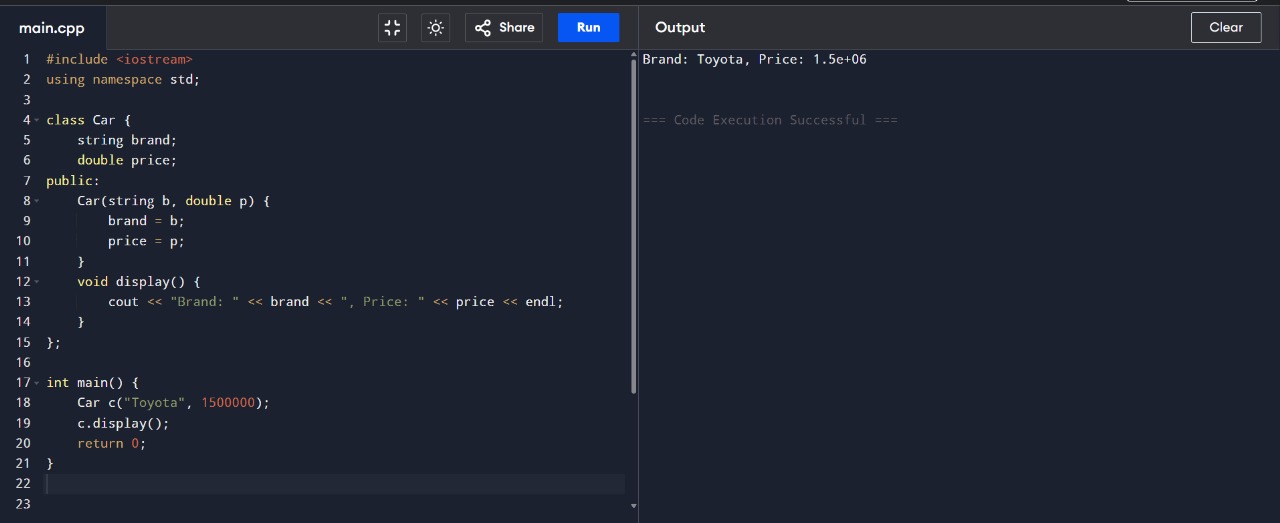 main.cpp
Share
Run
Output
Clear
1 #include <iostream>
2 using namespace std;
3
4 class Car {
5     string brand;
6     double price;
7 public:
8     Car(string b, double p) {
9         brand = b;
10         price = p;
11     }
12     void display() {
13         cout << "Brand: " << brand << ", Price: " << price << endl;
14     }
15 };
16
17 int main() {
18     Car c("Toyota", 1500000);
19     c.display();
20     return 0;
21 }
22
23
Brand: Toyota, Price: 1.5e+06
=== Code Execution Successful ===